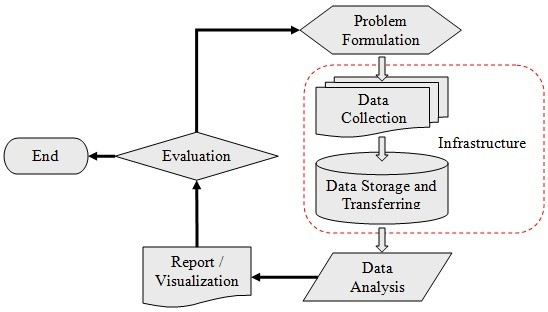 Problem
Formulation
Data
Collection
Infrastructure
Data Storage and
Transferring
Data
Analysis
Report /
Visualization
Evaluation
End